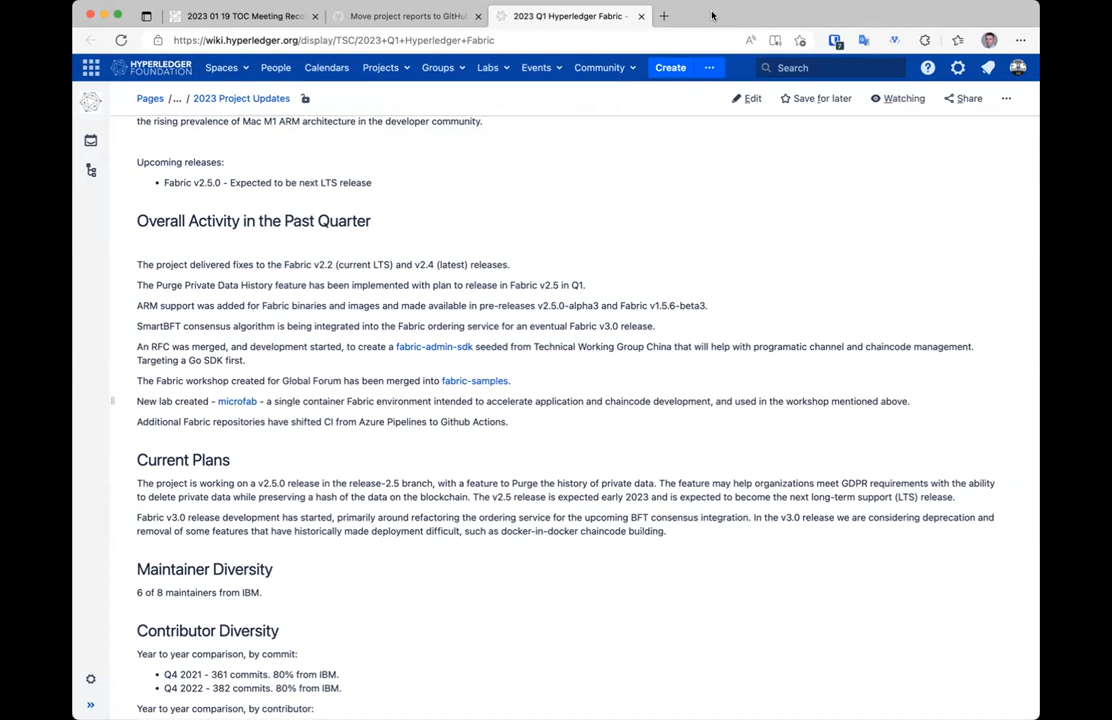 2023 01 19 TOC Meeting Reco
Move project reports to GitHu
2023 Q1 Hyperledger Fabric -
https://wiki.hyperledger.org/display/TSC/2023+Q1+Hyperledger+Fabric
HYPERLEDGER
FOUNDATION
Spaces People Calendars Projects Groups Labs Events Community Create ... Search
Pages /... / 2023 Project Updates
Edit Save for later Watching Share ...
the rising prevalence of Mac M1 ARM architecture in the developer community.
Upcoming releases:
• Fabric v2.5.0 - Expected to be next LTS release
Overall Activity in the Past Quarter
The project delivered fixes to the Fabric v2.2 (current LTS) and v2.4 (latest) releases.
The Purge Private Data History feature has been implemented with plan to release in Fabric v2.5 in Q1.
ARM support was added for Fabric binaries and images and made available in pre-releases v2.5.0-alpha3 and Fabric v1.5.6-beta3.
SmartBFT consensus algorithm is being integrated into the Fabric ordering service for an eventual Fabric v3.0 release.
An RFC was merged, and development started, to create a fabric-admin-sdk seeded from Technical Working Group China that will help with programatic channel and chaincode management.
Targeting a Go SDK first.
The Fabric workshop created for Global Forum has been merged into fabric-samples.
New lab created - microfab - a single container Fabric environment intended to accelerate application and chaincode development, and used in the workshop mentioned above.
Additional Fabric repositories have shifted CI from Azure Pipelines to Github Actions.
Current Plans
The project is working on a v2.5.0 release in the release-2.5 branch, with a feature to Purge the history of private data. The feature may help organizations meet GDPR requirements with the ability
to delete private data while preserving a hash of the data on the blockchain. The v2.5 release is expected early 2023 and is expected to become the next long-term support (LTS) release.
Fabric v3.0 release development has started, primarily around refactoring the ordering service for the upcoming BFT consensus integration. In the v3.0 release we are considering deprecation and
removal of some features that have historically made deployment difficult, such as docker-in-docker chaincode building.
Maintainer Diversity
6 of 8 maintainers from IBM.
Contributor Diversity
Year to year comparison, by commit:
• Q4 2021 - 361 commits. 80% from IBM.
• Q4 2022 - 382 commits. 80% from IBM.
Year to year comparison, by contributor: